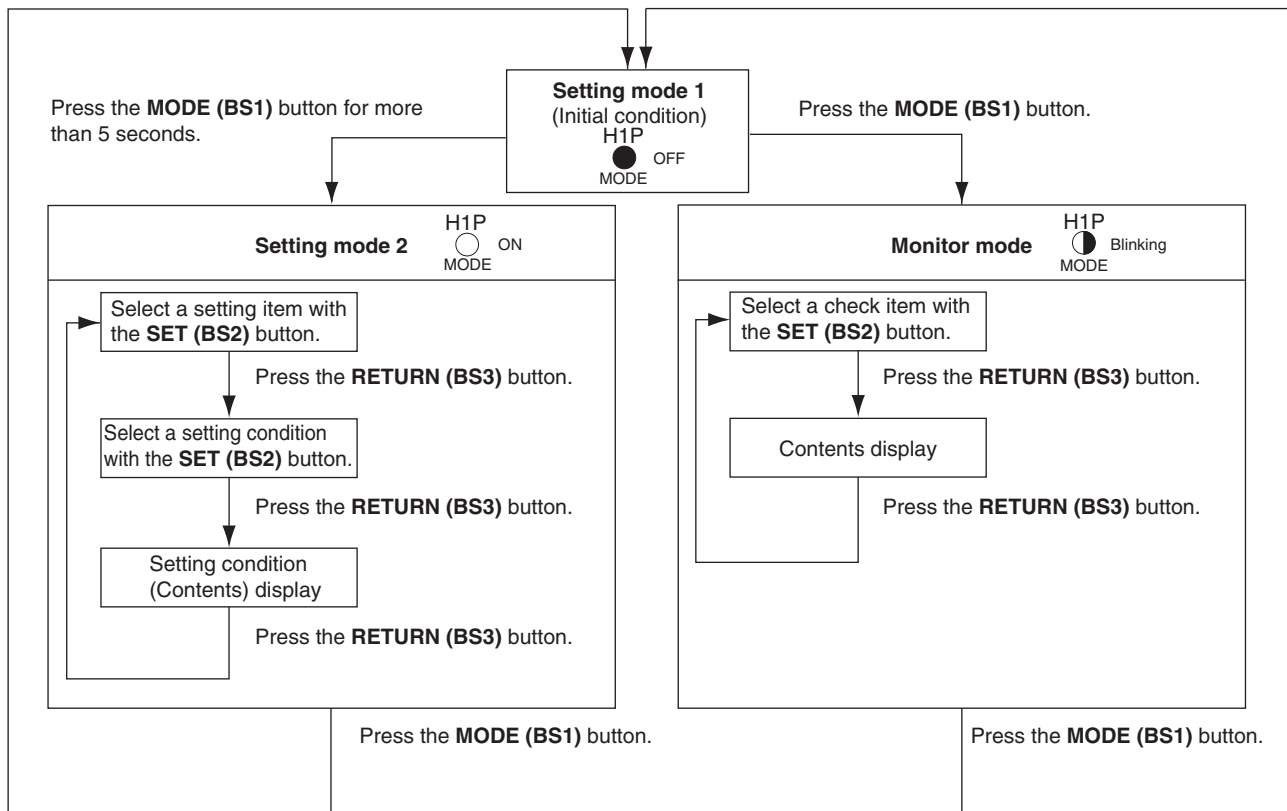 Setting mode 1
(Initial condition)
H1P
OFF
MODE
Press the MODE (BS1) button for more
than 5 seconds.
Press the MODE (BS1) button.
Setting mode 2
H1P
ON
MODE
Select a setting item with
the SET (BS2) button.
Press the RETURN (BS3) button.
Select a setting condition
with the SET (BS2) button.
Press the RETURN (BS3) button.
Setting condition
(Contents) display
Press the RETURN (BS3) button.
Press the MODE (BS1) button.
Monitor mode
H1P
Blinking
MODE
Select a check item with
the SET (BS2) button.
Press the RETURN (BS3) button.
Contents display
Press the RETURN (BS3) button.
Press the MODE (BS1) button.